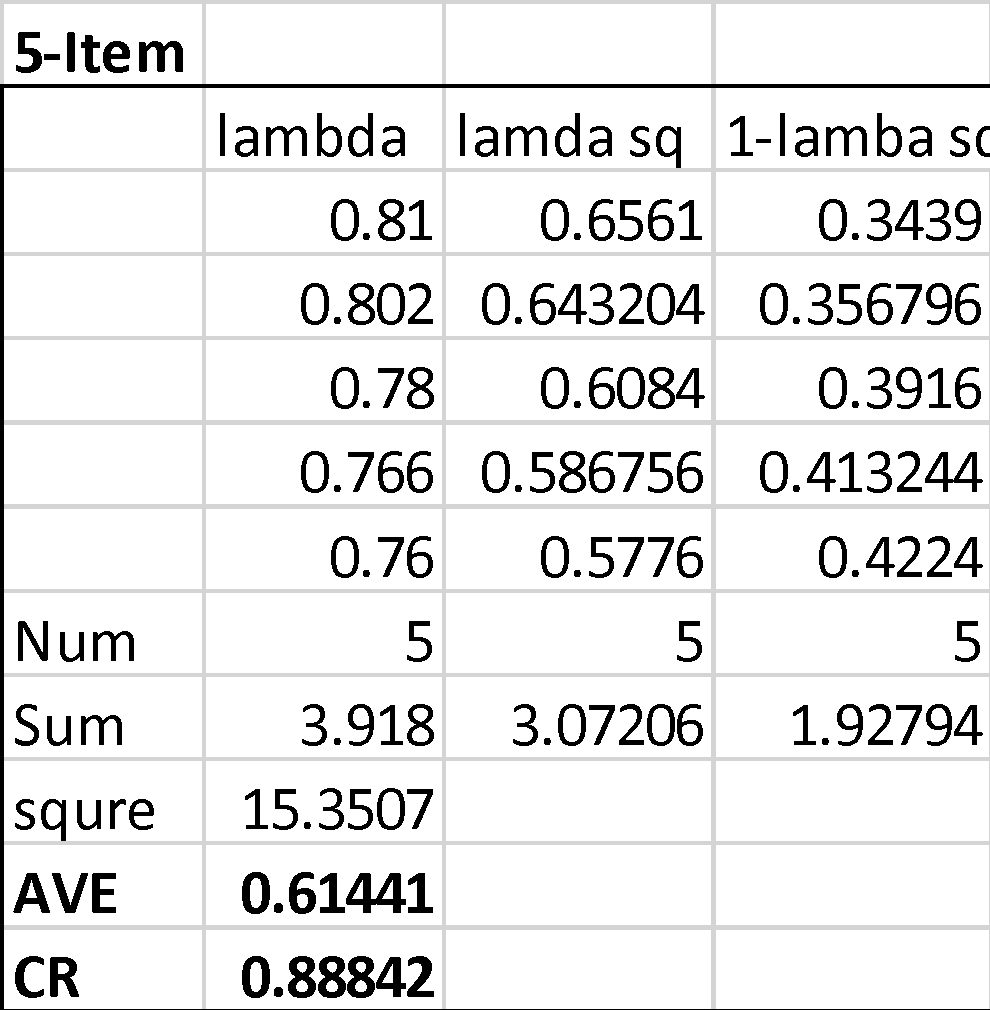 5-Item
lambda lamda sq 1-lamba sq
0.81 0.6561 0.3439
0.802 0.643204 0.356796
0.78 0.6084 0.3916
0.766 0.586756 0.413244
0.76 0.5776 0.4224
Num 5 5 5
Sum 3.918 3.07206 1.92794
squre 15.3507
AVE 0.61441
CR 0.88842